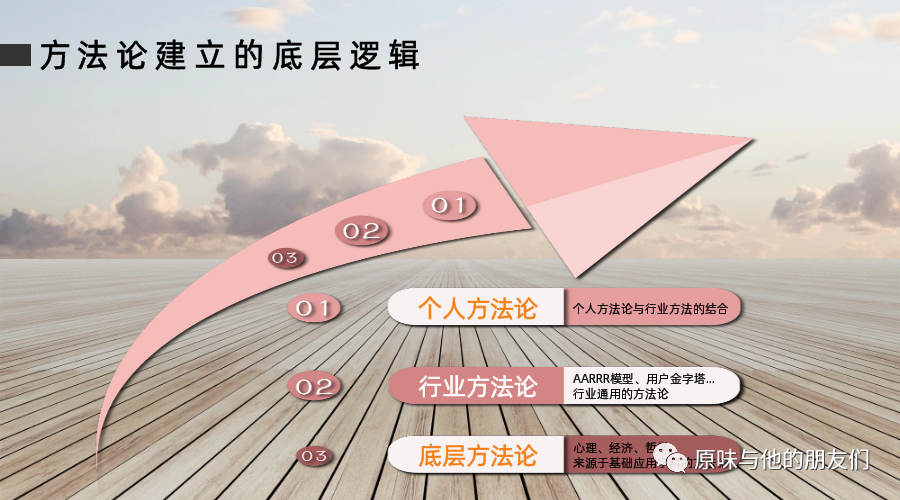 方法论建立的底层逻辑
01
02
03
01
个人方法论
个人方法论与行业方法的结合
02
行业方法论
AARRR模型、用户金字塔...
行业通用的方法论
03
底层方法论
心理、经济、哲
来源于基础应用
原味与他的朋友们